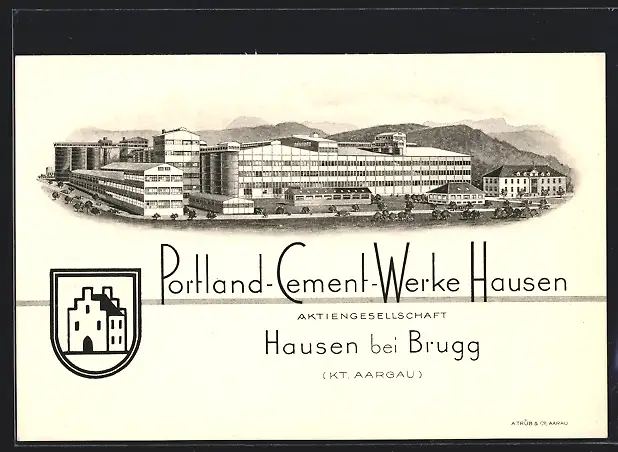 Portland-Cement-Werke Hausen
AKTIENGESELLSCHAFT
Hausen bei Brugg
(KT. AARGAU)
A. TRÜB & CIE, AARAU